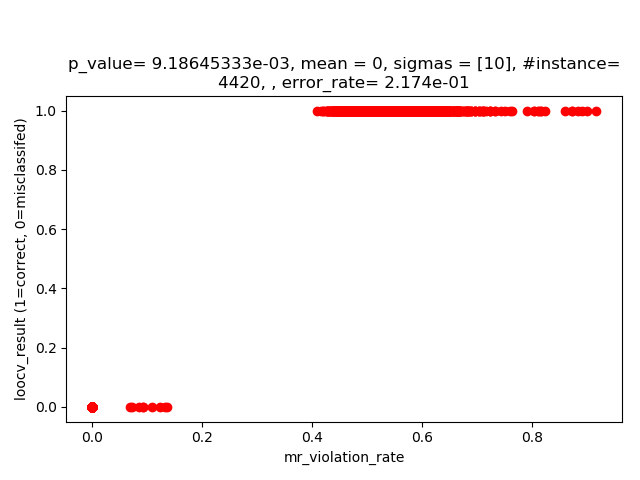 p_value= 9.18645333e-03, mean = 0, sigmas = [10], #instance=
4420, , error_rate= 2.174e-01
loocv_result (1=correct, 0=misclassifed)
1.0
0.8
0.6
0.4
0.2
0.0
0.0 0.2 0.4 0.6 0.8
mr_violation_rate